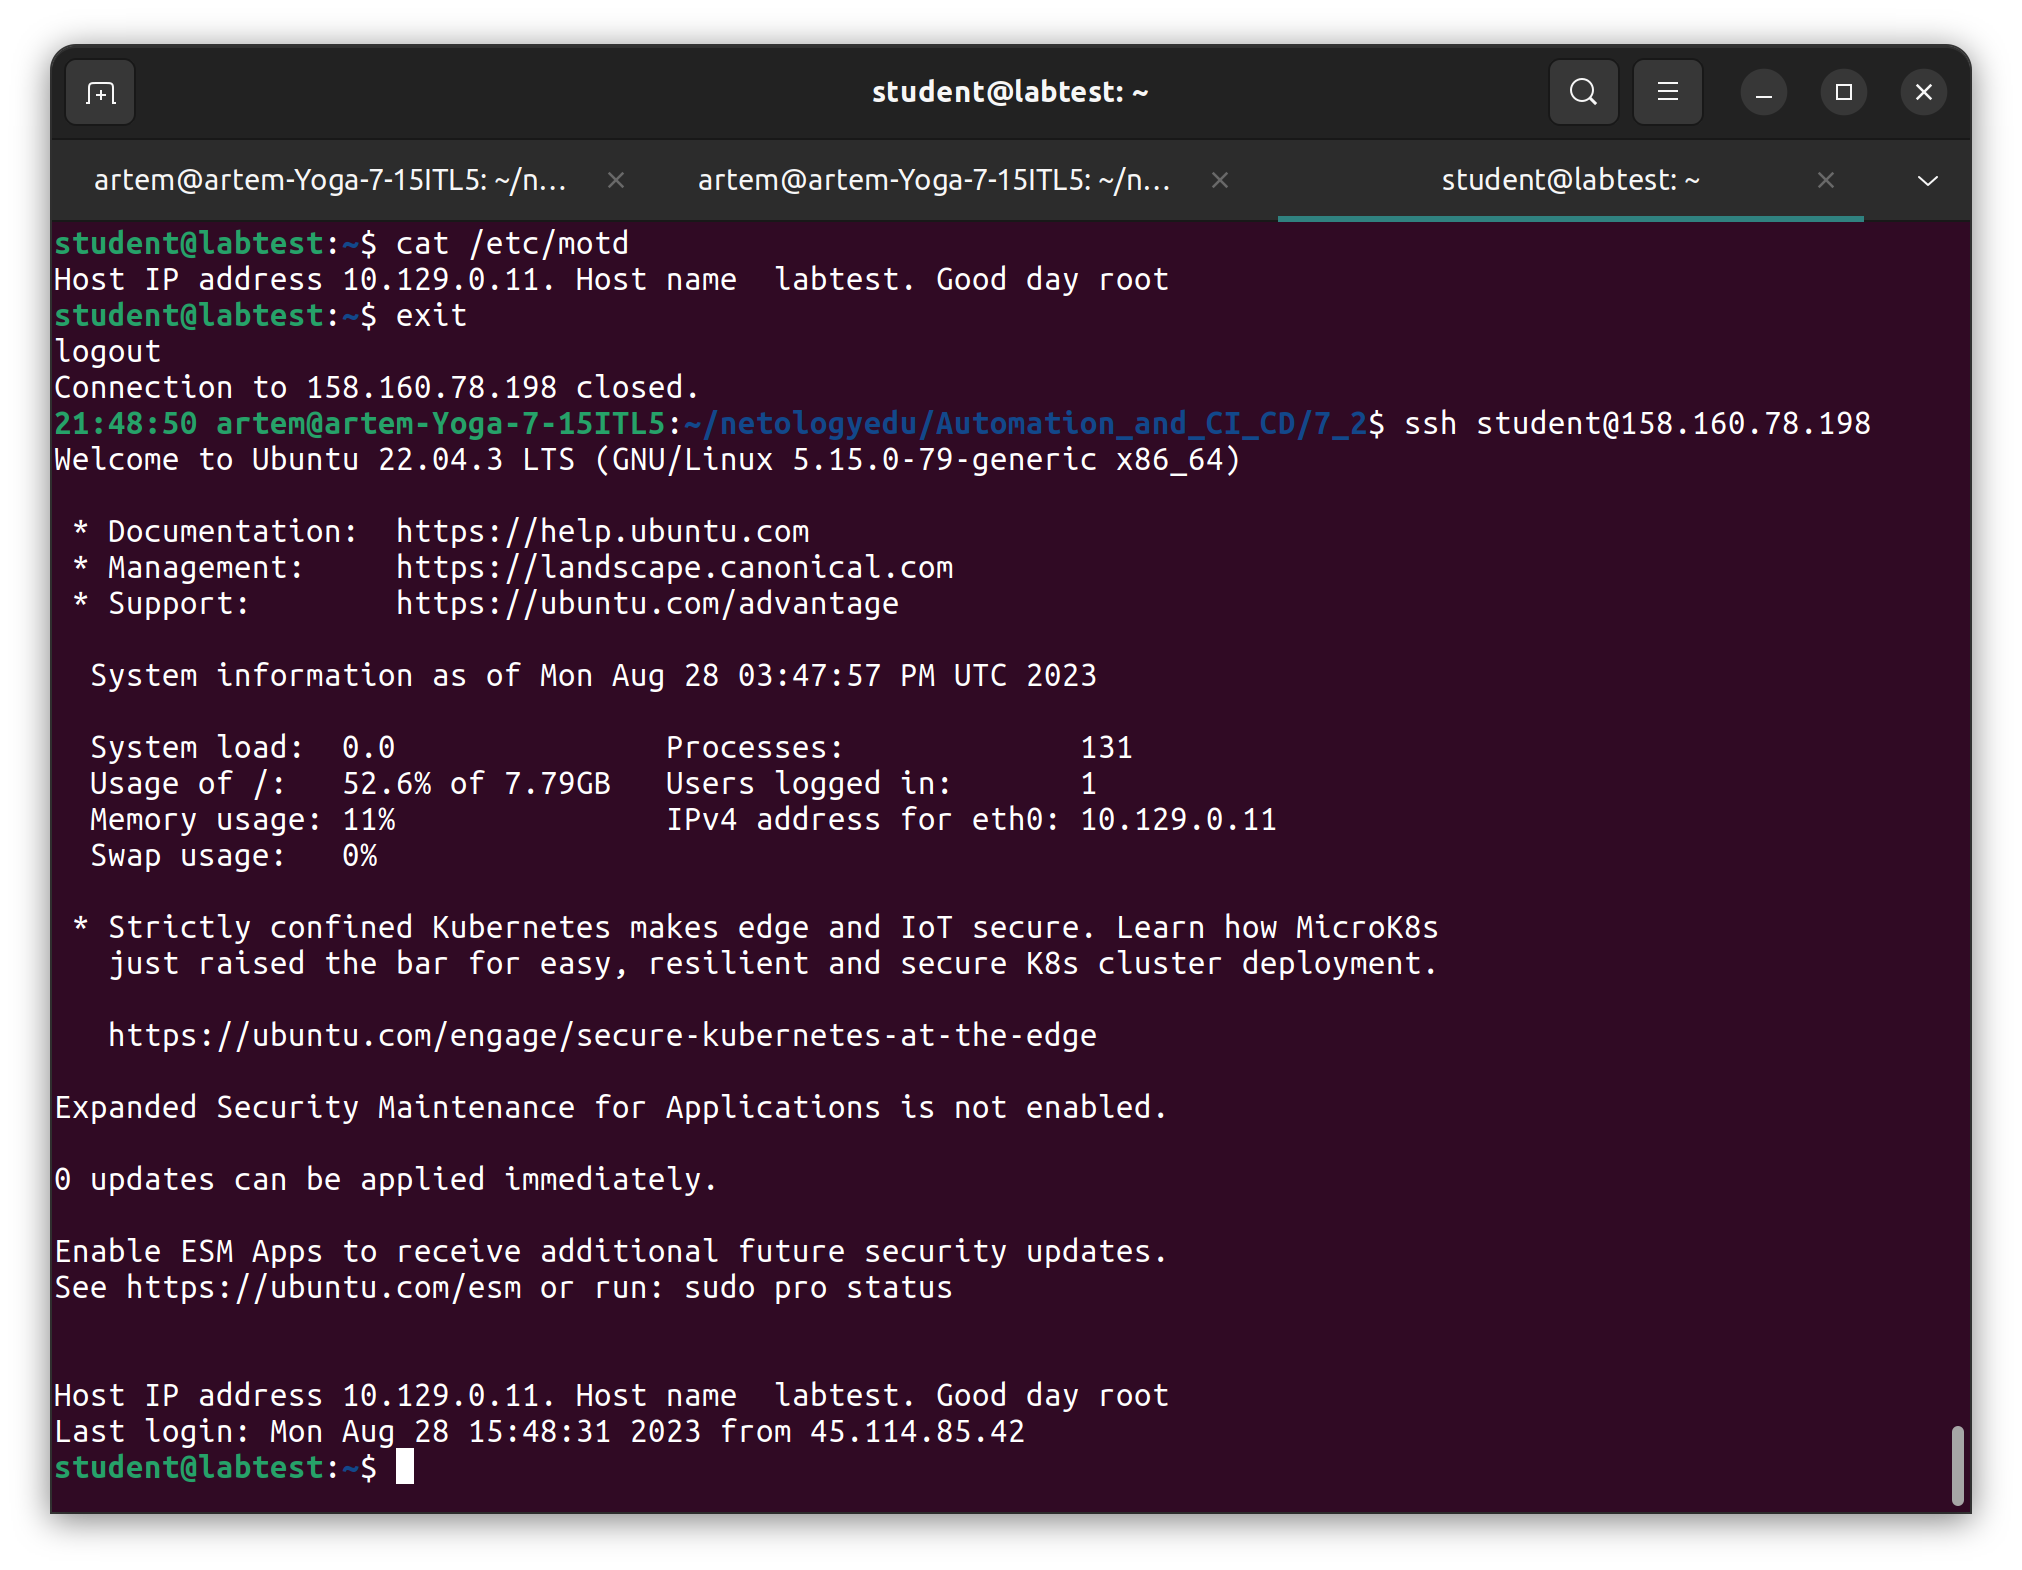 student@labtest: ~
artem@artem-Yoga-7-15ITL5: ~/n… artem@artem-Yoga-7-15ITL5: ~/n… student@labtest: ~
student@labtest:~$ cat /etc/motd
Host IP address 10.129.0.11. Host name  labtest. Good day root
student@labtest:~$ exit
logout
Connection to 158.160.78.198 closed.
21:48:50 artem@artem-Yoga-7-15ITL5:~/netologyedu/Automation_and_CI_CD/7_2$ ssh student@158.160.78.198
Welcome to Ubuntu 22.04.3 LTS (GNU/Linux 5.15.0-79-generic x86_64)
 * Documentation:  https://help.ubuntu.com
 * Management:     https://landscape.canonical.com
 * Support:        https://ubuntu.com/advantage
  System information as of Mon Aug 28 03:47:57 PM UTC 2023
  System load:  0.0               Processes:             131
  Usage of /:   52.6% of 7.79GB   Users logged in:       1
  Memory usage: 11%               IPv4 address for eth0: 10.129.0.11
  Swap usage:   0%
 * Strictly confined Kubernetes makes edge and IoT secure. Learn how MicroK8s
   just raised the bar for easy, resilient and secure K8s cluster deployment.
   https://ubuntu.com/engage/secure-kubernetes-at-the-edge
Expanded Security Maintenance for Applications is not enabled.
0 updates can be applied immediately.
Enable ESM Apps to receive additional future security updates.
See https://ubuntu.com/esm or run: sudo pro status
Host IP address 10.129.0.11. Host name  labtest. Good day root
Last login: Mon Aug 28 15:48:31 2023 from 45.114.85.42
student@labtest:~$